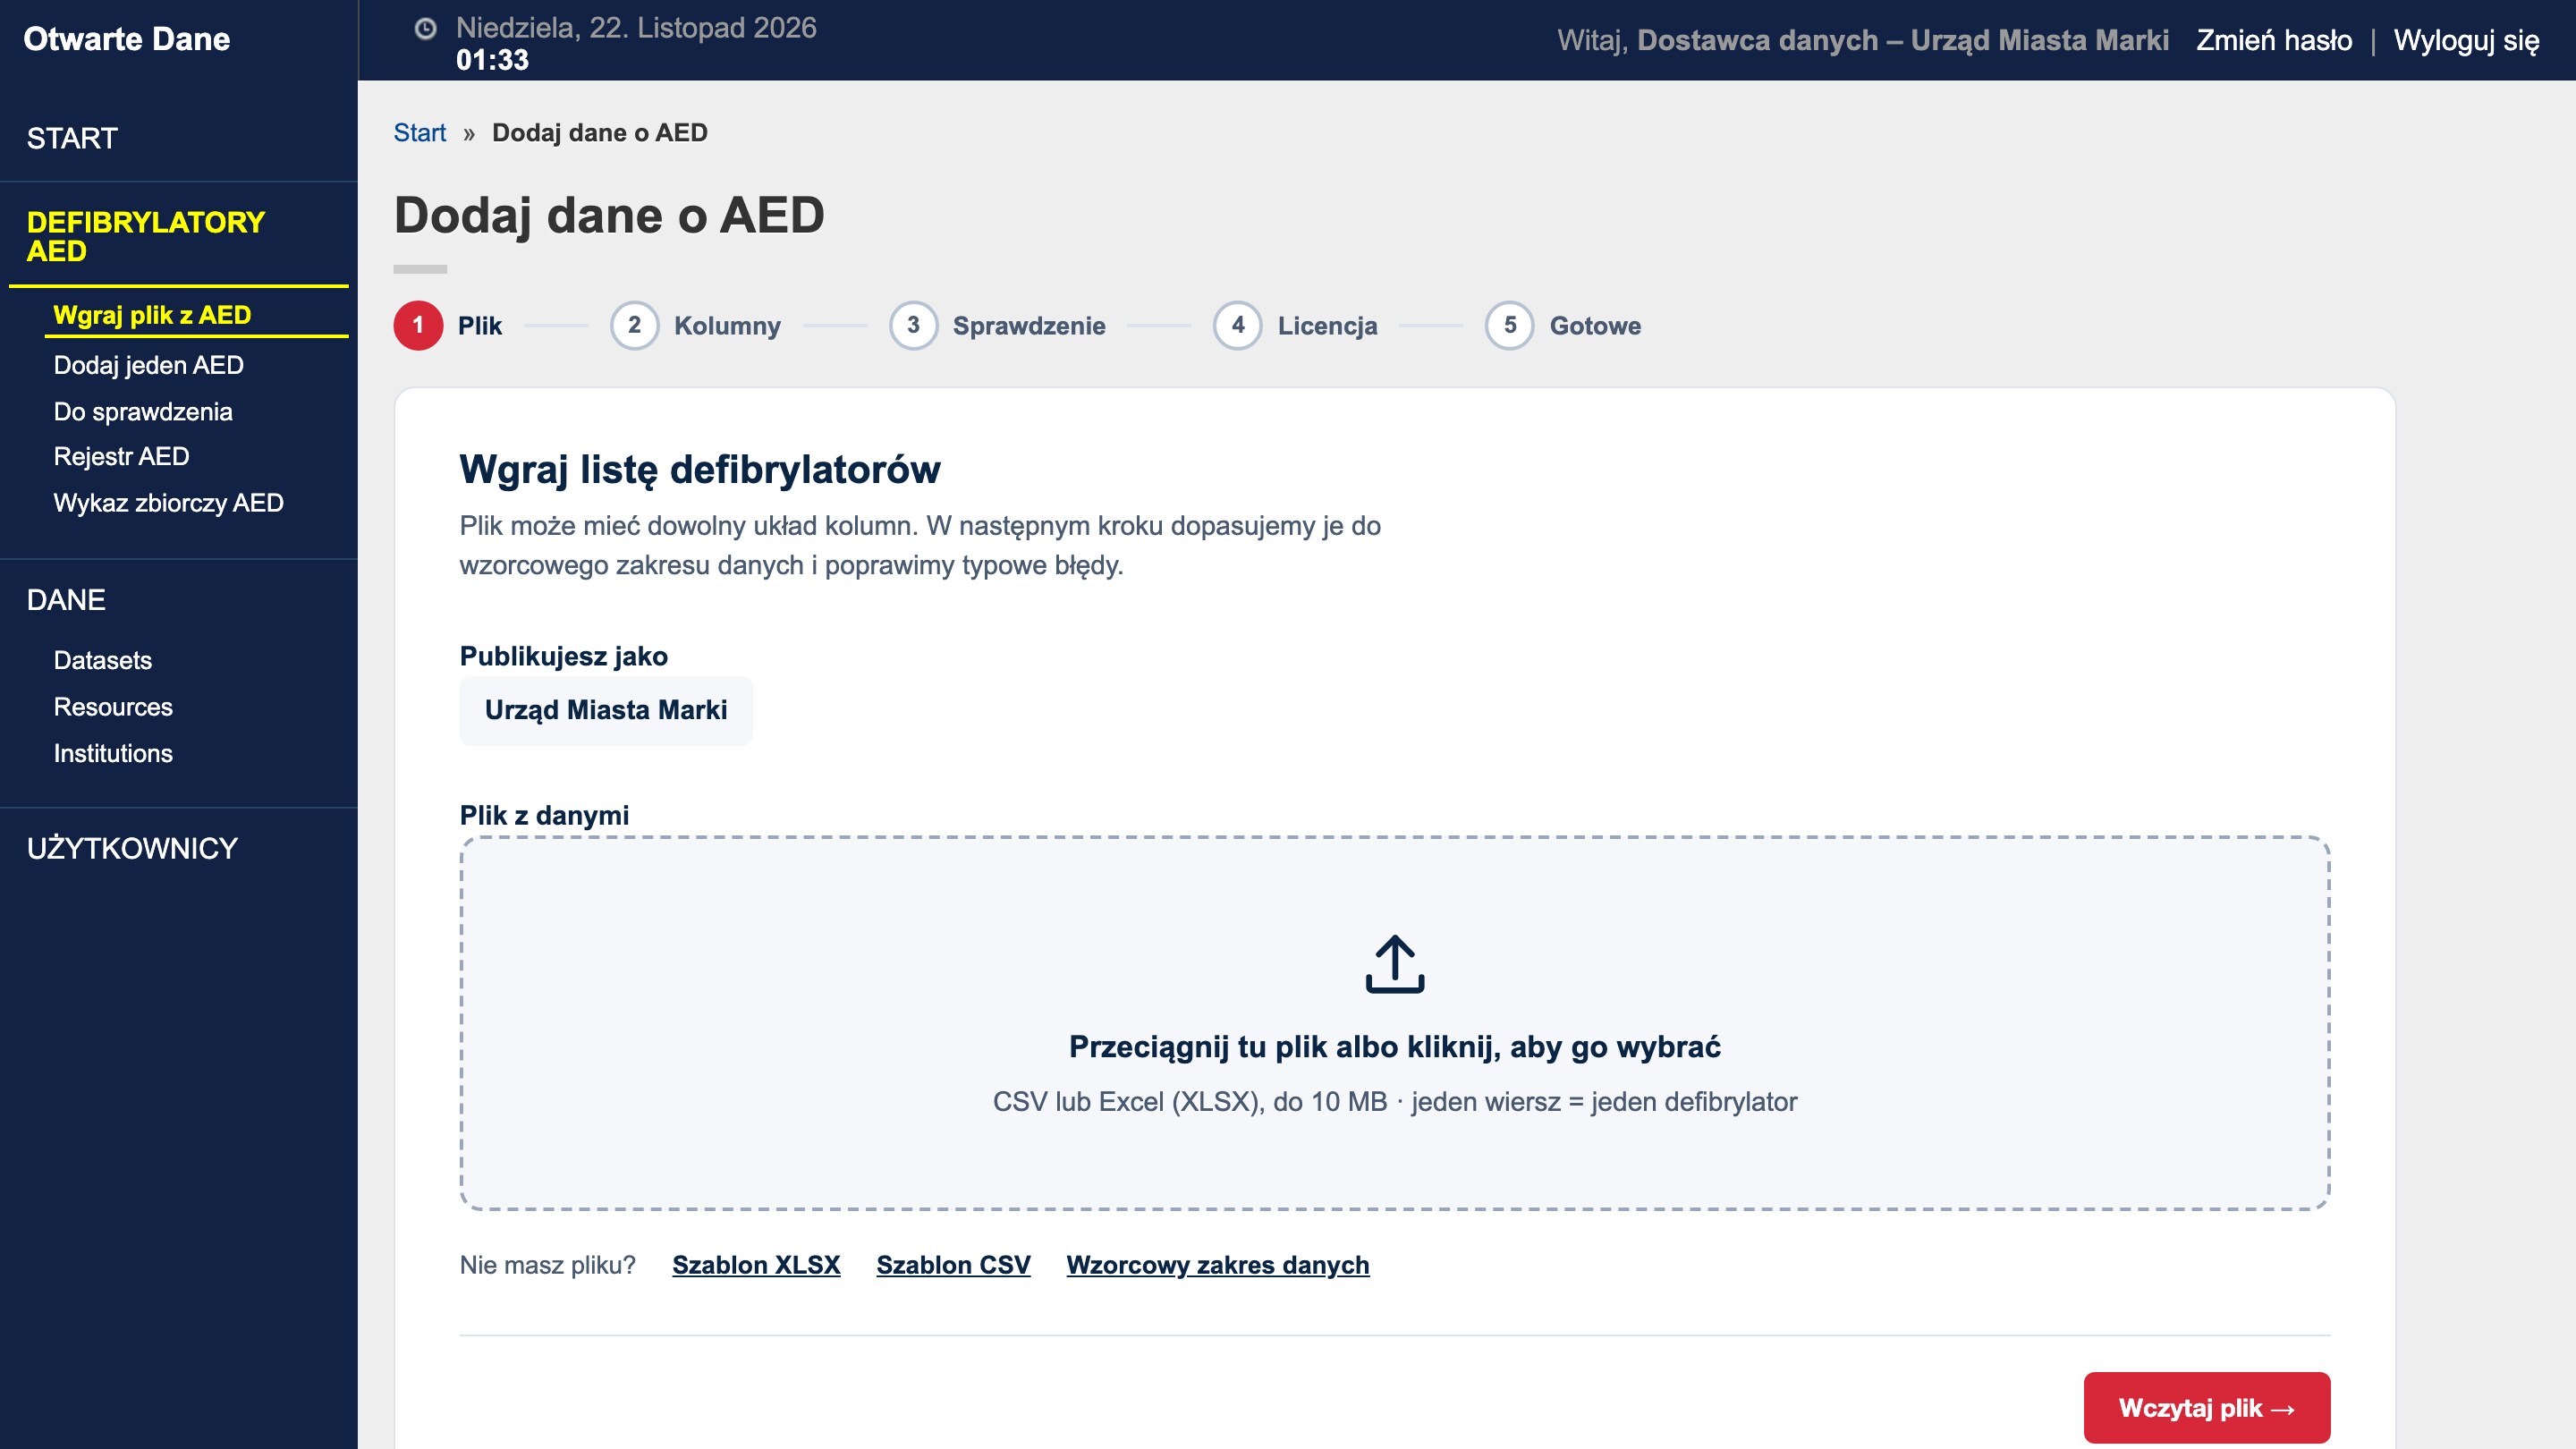 Otwarte Dane
Niedziela, 22. Listopad 2026
01:33
Witaj, Dostawca danych – Urząd Miasta Marki Zmień hasło | Wyloguj się
START
DEFIBRYLATORY
AED
Wgraj plik z AED
Dodaj jeden AED
Do sprawdzenia
Rejestr AED
Wykaz zbiorczy AED
DANE
Datasets
Resources
Institutions
UŻYTKOWNICY
Start » Dodaj dane o AED
Dodaj dane o AED
1 Plik 2 Kolumny 3 Sprawdzenie 4 Licencja 5 Gotowe
Wgraj listę defibrylatorów
Plik może mieć dowolny układ kolumn. W następnym kroku dopasujemy je do
wzorcowego zakresu danych i poprawimy typowe błędy.
Publikujesz jako
Urząd Miasta Marki
Plik z danymi
Przeciągnij tu plik albo kliknij, aby go wybrać
CSV lub Excel (XLSX), do 10 MB · jeden wiersz = jeden defibrylator
Nie masz pliku? Szablon XLSX Szablon CSV Wzorcowy zakres danych
Wczytaj plik →